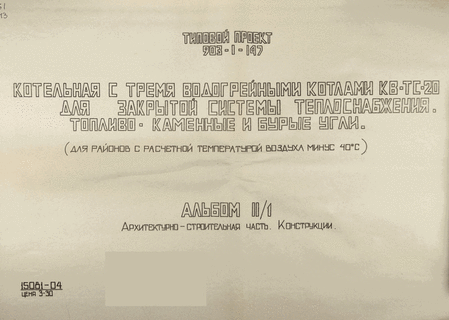 ТИПОВОЙ ПРОЕКТ
903-1-147
КОТЕЛЬНАЯ С ТРЕМЯ ВОДОГРЕЙНЫМИ КОТЛАМИ КВ-ТС-20
ДЛЯ ЗАКРЫТОЙ СИСТЕМЫ ТЕПЛОСНАБЖЕНИЯ.
ТОПЛИВО- КАМЕННЫЕ И БУРЫЕ УГЛИ.
(ДЛЯ РАЙОНОВ С РАСЧЕТНОЙ ТЕМПЕРАТУРОЙ ВОЗДУХА МИНУС 40°С)
АЛЬБОМ II/1
АРХИТЕКТУРНО-СТРОИТЕЛЬНАЯ ЧАСТЬ. КОНСТРУКЦИИ.
15081-04
ЦЕНА 3-30